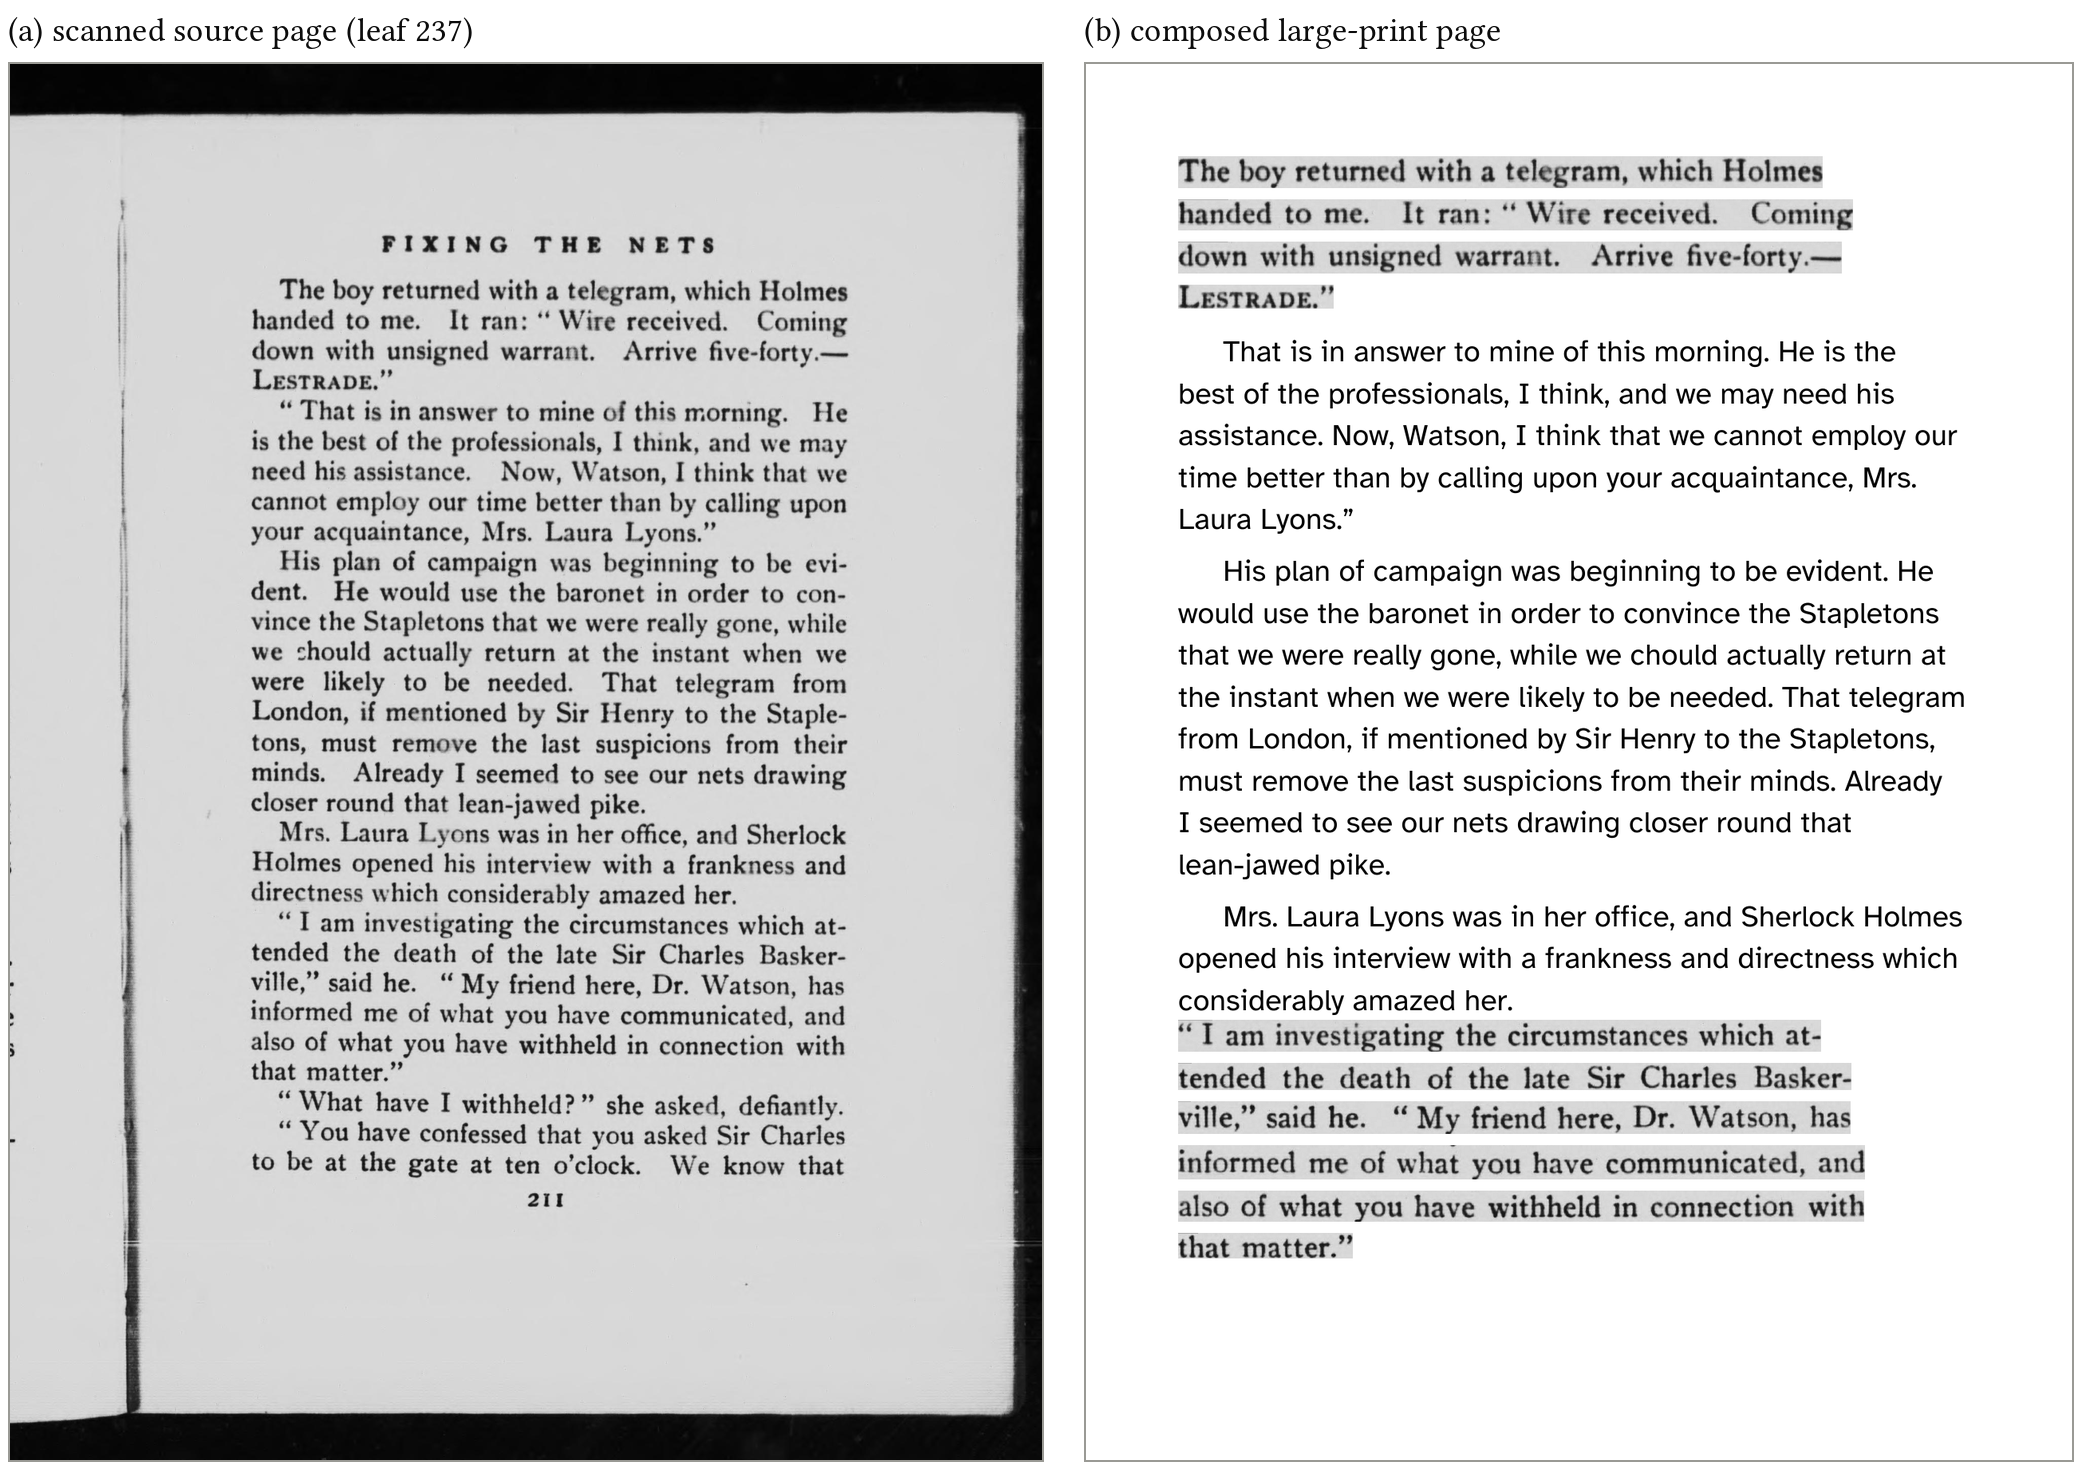 (a) scanned source page (leaf 237)
FIXING THE NETS
The boy returned with a telegram, which Holmes
handed to me. It ran: “ Wire received. Coming
down with unsigned warrant. Arrive five-forty.—
LESTRADE.”
“ That is in answer to mine of this morning. He
is the best of the professionals, I think, and we may
need his assistance. Now, Watson, I think that we
cannot employ our time better than by calling upon
your acquaintance, Mrs. Laura Lyons.”
His plan of campaign was beginning to be evi-
dent. He would use the baronet in order to con-
vince the Stapletons that we were really gone, while
we should actually return at the instant when we
were likely to be needed. That telegram from
London, if mentioned by Sir Henry to the Staple-
tons, must remove the last suspicions from their
minds. Already I seemed to see our nets drawing
closer round that lean-jawed pike.
Mrs. Laura Lyons was in her office, and Sherlock
Holmes opened his interview with a frankness and
directness which considerably amazed her.
“ I am investigating the circumstances which at-
tended the death of the late Sir Charles Basker-
ville,” said he. “ My friend here, Dr. Watson, has
informed me of what you have communicated, and
also of what you have withheld in connection with
that matter.”
“ What have I withheld? ” she asked, defiantly.
“ You have confessed that you asked Sir Charles
to be at the gate at ten o’clock. We know that
211
(b) composed large-print page
The boy returned with a telegram, which Holmes
handed to me. It ran: “ Wire received. Coming
down with unsigned warrant. Arrive five-forty.—
LESTRADE.”
That is in answer to mine of this morning. He is the
best of the professionals, I think, and we may need his
assistance. Now, Watson, I think that we cannot employ our
time better than by calling upon your acquaintance, Mrs.
Laura Lyons.”
His plan of campaign was beginning to be evident. He
would use the baronet in order to convince the Stapletons
that we were really gone, while we chould actually return at
the instant when we were likely to be needed. That telegram
from London, if mentioned by Sir Henry to the Stapletons,
must remove the last suspicions from their minds. Already
I seemed to see our nets drawing closer round that
lean-jawed pike.
Mrs. Laura Lyons was in her office, and Sherlock Holmes
opened his interview with a frankness and directness which
considerably amazed her.
“ I am investigating the circumstances which at-
tended the death of the late Sir Charles Basker-
ville,” said he. “ My friend here, Dr. Watson, has
informed me of what you have communicated, and
also of what you have withheld in connection with
that matter.”